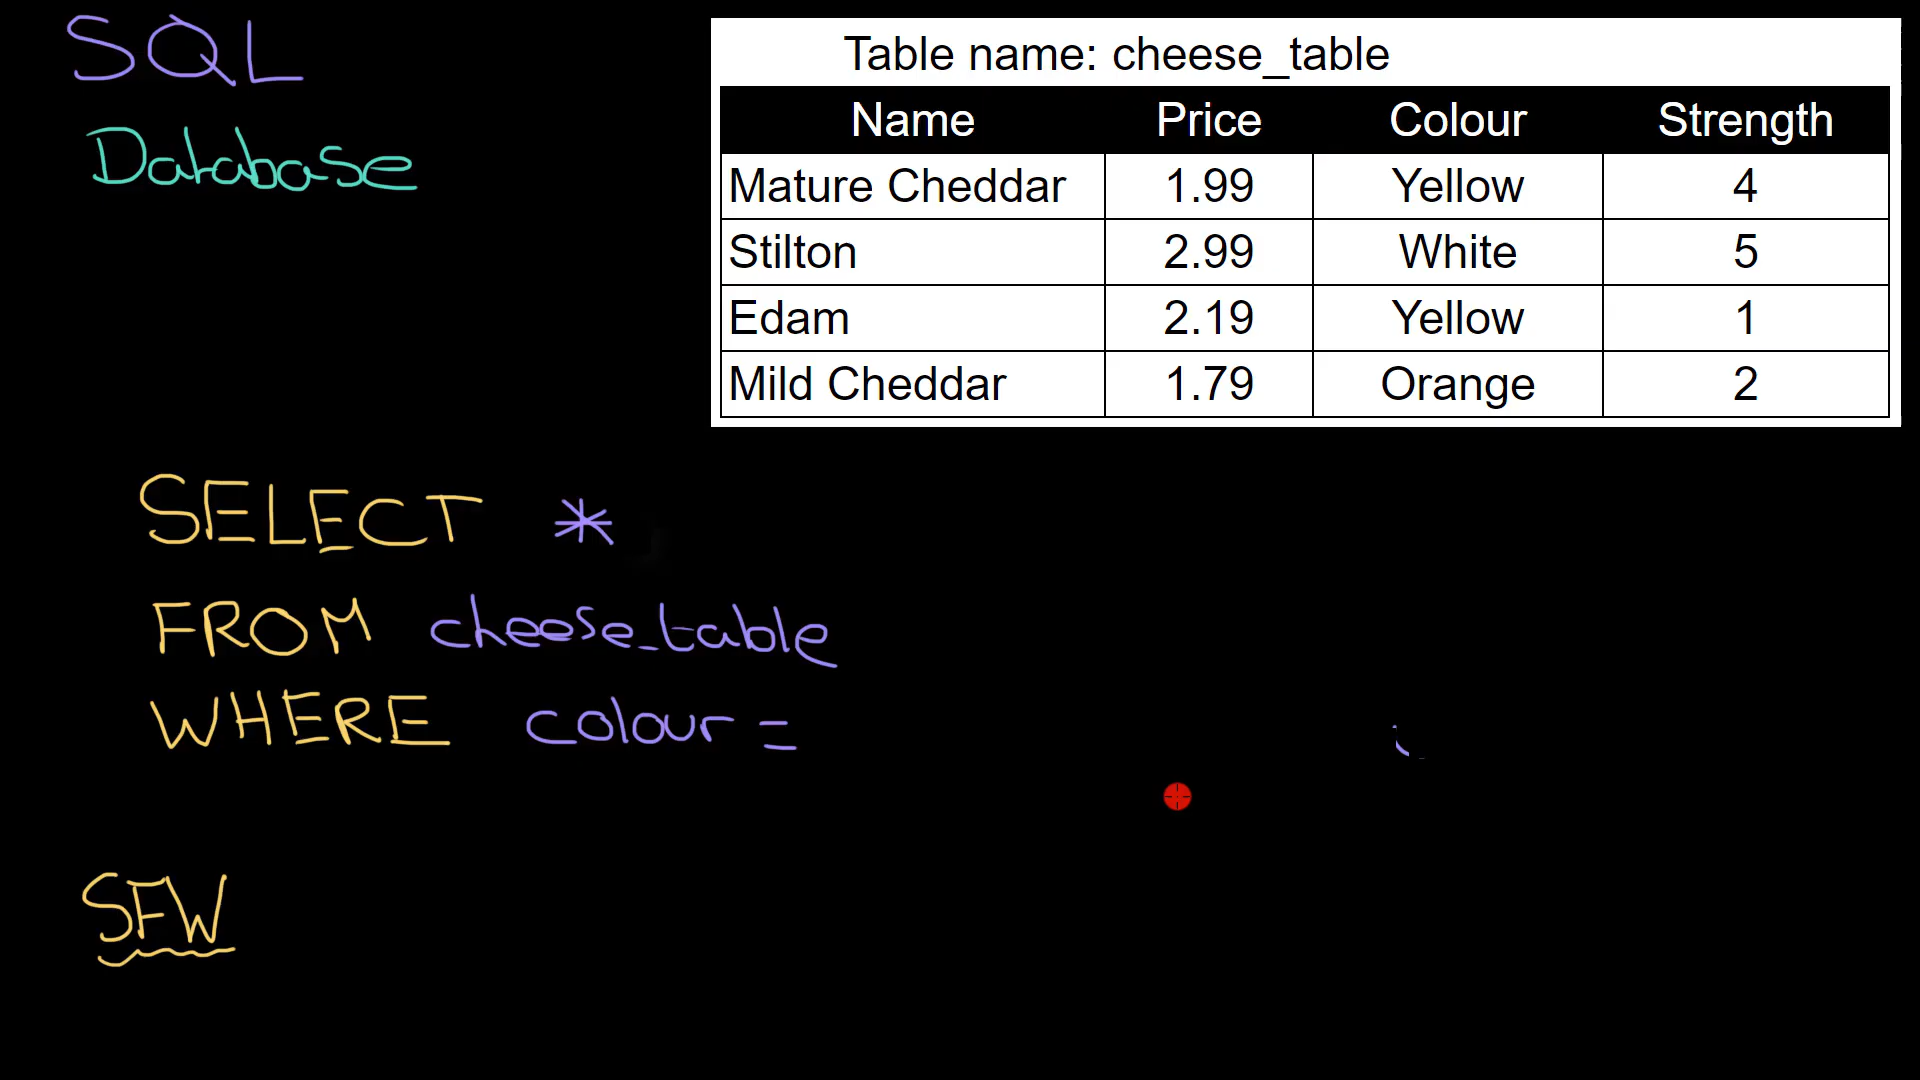 SQL
Database
Table name: cheese_table
Name Price Colour Strength
Mature Cheddar 1.99 Yellow 4
Stilton 2.99 White 5
Edam 2.19 Yellow 1
Mild Cheddar 1.79 Orange 2
SELECT *
FROM cheese_table
WHERE colour =
SFW